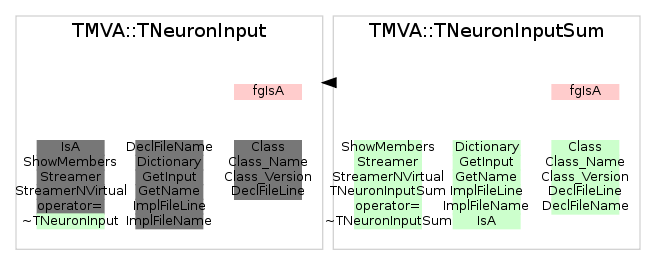 TMVA::TNeuronInput
fgIsA
IsA
ShowMembers
Streamer
StreamerNVirtual
operator=
~TNeuronInput
DeclFileName
Dictionary
GetInput
GetName
ImplFileLine
ImplFileName
Class
Class_Name
Class_Version
DeclFileLine
TMVA::TNeuronInputSum
fgIsA
ShowMembers
Streamer
StreamerNVirtual
TNeuronInputSum
operator=
~TNeuronInputSum
Dictionary
GetInput
GetName
ImplFileLine
ImplFileName
IsA
Class
Class_Name
Class_Version
DeclFileLine
DeclFileName